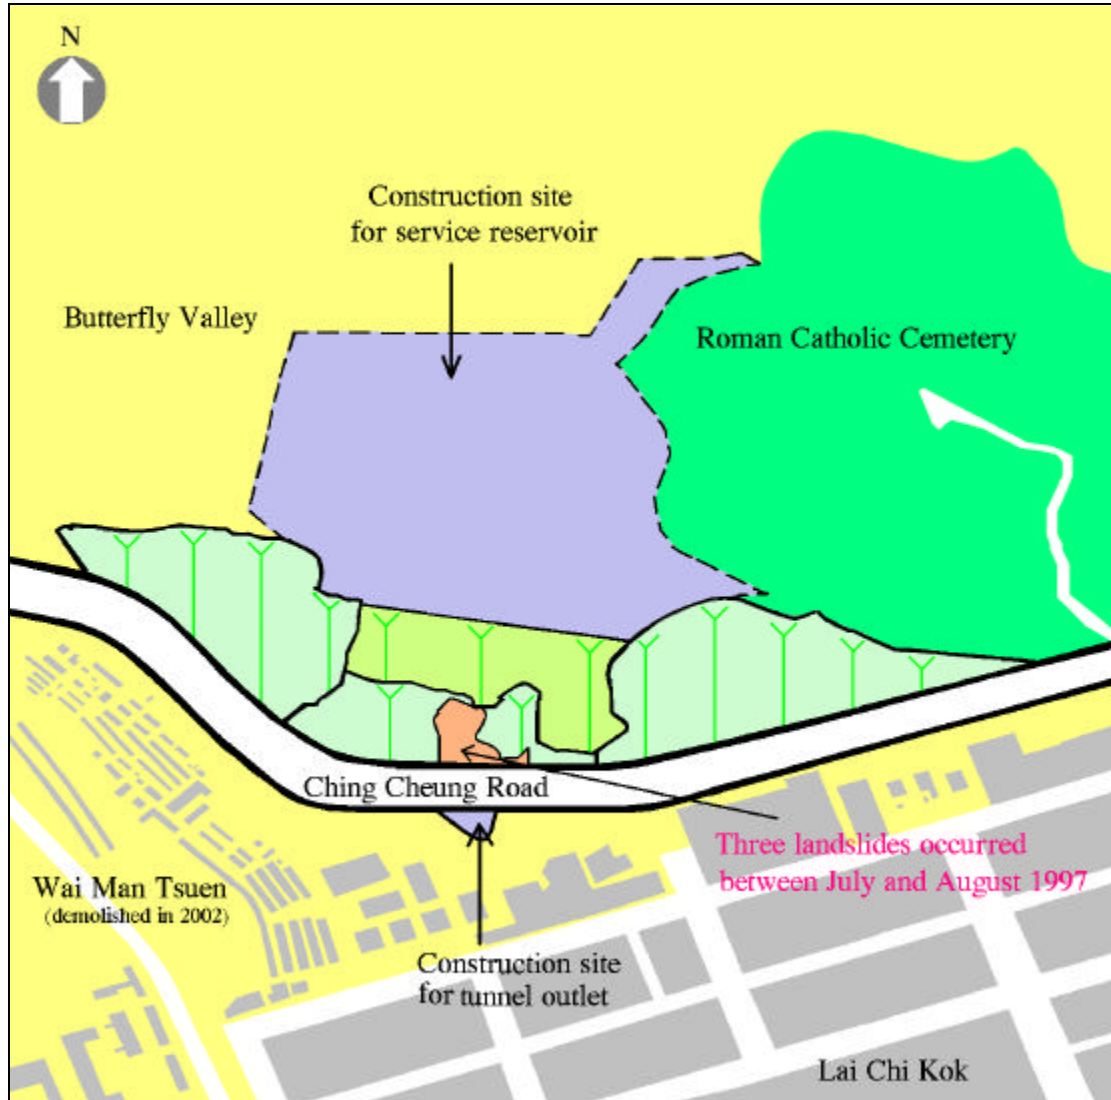 N
Construction site
for service reservoir
Butterfly Valley
Roman Catholic Cemetery
Ching Cheung Road
Three landslides occurred
between July and August 1997
Wai Man Tsuen
(demolished in 2002)
Construction site
for tunnel outlet
Lai Chi Kok